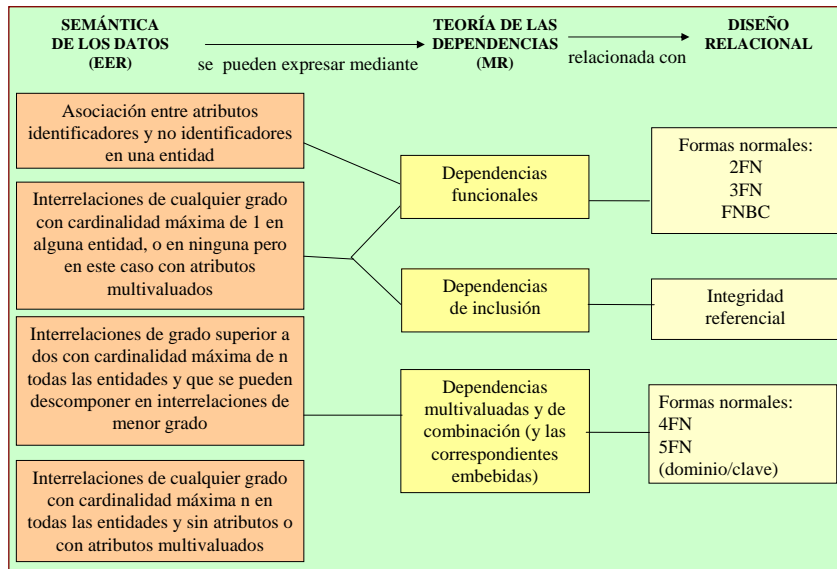 SEMÁNTICA
DE LOS DATOS
(EER)
se pueden expresar mediante
TEORÍA DE LAS
DEPENDENCIAS
(MR)
relacionada con
DISEÑO
RELACIONAL
Asociación entre atributos
identificadores y no identificadores
en una entidad
Interrelaciones de cualquier grado
con cardinalidad máxima de 1 en
alguna entidad, o en ninguna pero
en este caso con atributos
multivaluados
Interrelaciones de grado superior a
dos con cardinalidad máxima de n
todas las entidades y que se pueden
descomponer en interrelaciones de
menor grado
Interrelaciones de cualquier grado
con cardinalidad máxima n en
todas las entidades y sin atributos o
con atributos multivaluados
Dependencias
funcionales
Dependencias
de inclusión
Dependencias
multivaluadas y de
combinación (y las
correspondientes
embebidas)
Formas normales:
2FN
3FN
FNBC
Integridad
referencial
Formas normales:
4FN
5FN
(dominio/clave)